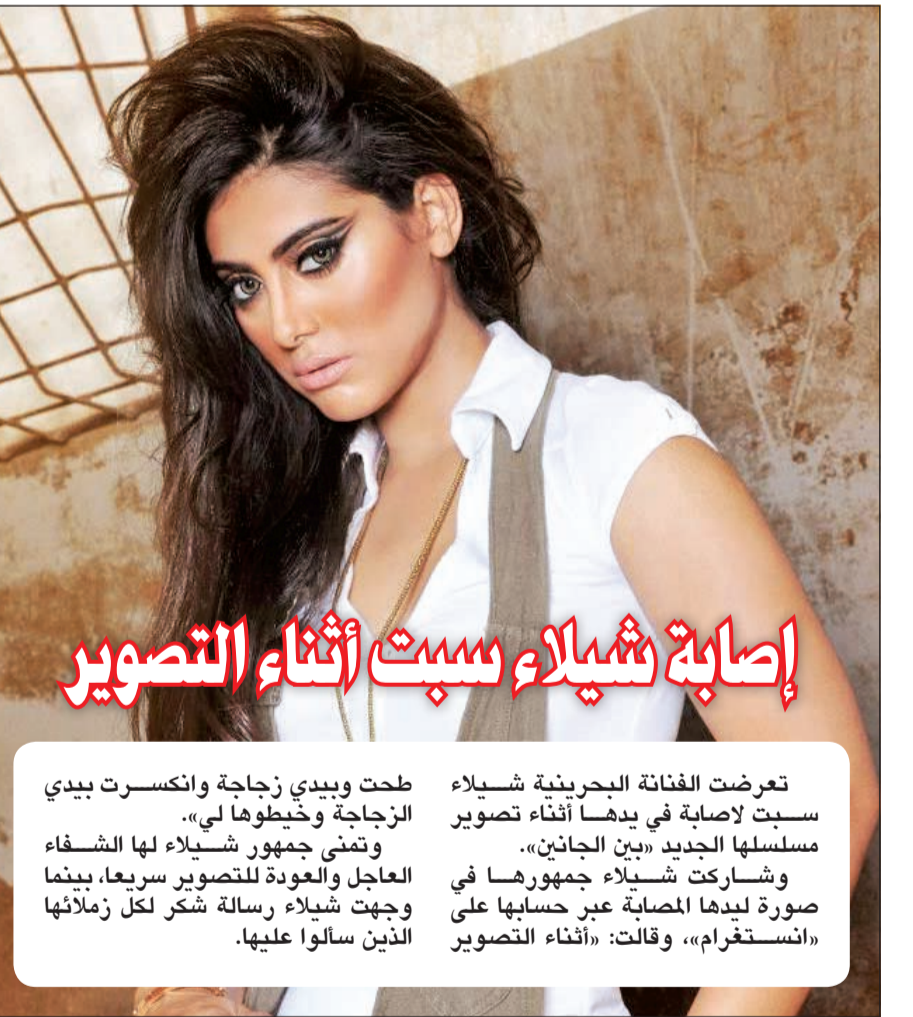 إصابة شيلاء سبت أثناء التصوير
تعرضت الفنانة البحرينية شيلاء
سبت لاصابة في يدها أثناء تصوير
مسلسلها الجديد «بين الجانين».
وشاركت شيلاء جمهورها في
صورة ليدها المصابة عبر حسابها على
«انستغرام»، وقالت: «أثناء التصوير
طحت وبيدي زجاجة وانكسرت بيدي
الزجاجة وخيطوها لي».
وتمنى جمهور شيلاء لها الشفاء
العاجل والعودة للتصوير سريعا، بينما
وجهت شيلاء رسالة شكر لكل زملائها
الذين سألوا عليها.